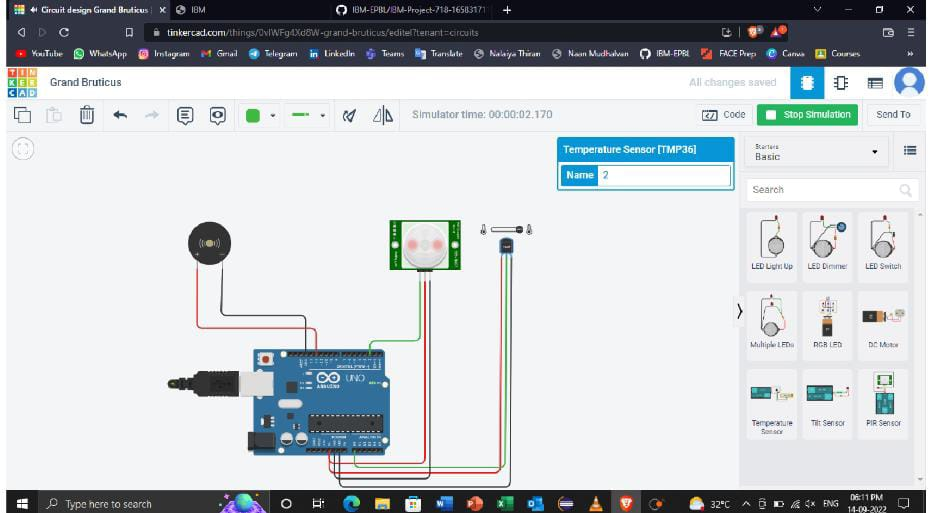 Circuit design Grand Bruticus
IBM
IBM-EPBL/IBM-Project-718-1658317
tinkercad.com/things/0vIWFg4Xd8W-grand-bruticus/editel?tenant=circuits
YouTube WhatsApp Instagram Gmail Telegram LinkedIn Teams Translate Nalaiya Thiran Naan Mudhalvan IBM-EPBL FACE Prep Canva Courses
TIN
KER
CAD
Grand Bruticus
All changes saved
Simulator time: 00:00:02.170
Code
Stop Simulation
Send To
Temperature Sensor [TMP36]
Name 2
Starters
Basic
Search
LED Light Up LED Dimmer LED Switch
Multiple LEDs RGB LED DC Motor
Temperature Sensor Tilt Sensor PIR Sensor
UNO
ARDUINO
POWER
ANALOG IN
Type here to search
32°C
ENG
06:11 PM
14-09-2022